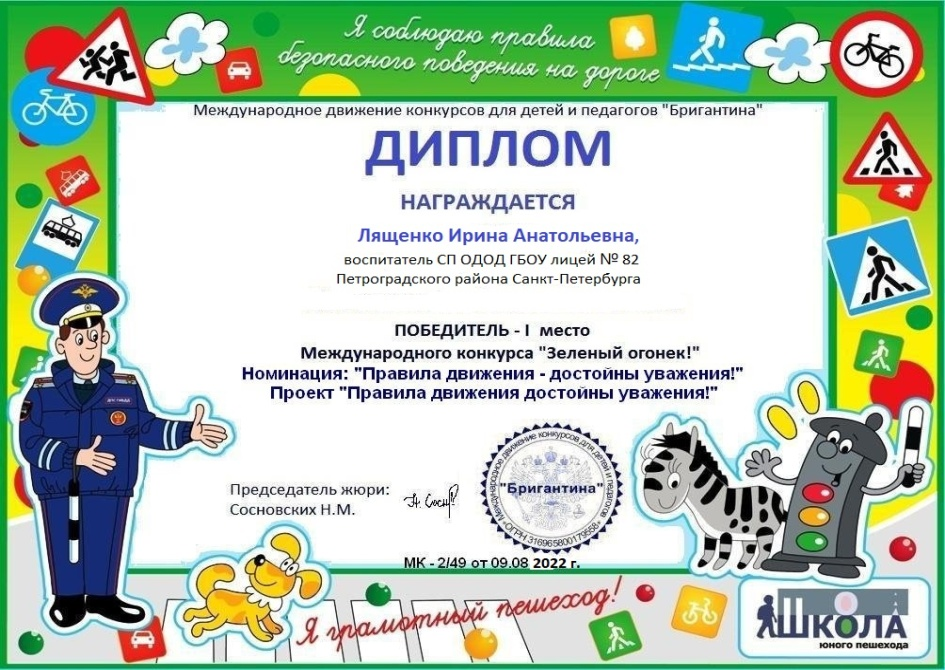 Я соблюдаю правила
безопасного поведения на дороге
Международное движение конкурсов для детей и педагогов "Бригантина"
ДИПЛОМ
НАГРАЖДАЕТСЯ
Лященко Ирина Анатольевна,
воспитатель СП ОДОД ГБОУ лицей № 82
Петроградского района Санкт-Петербурга
ПОБЕДИТЕЛЬ - I место
Международного конкурса "Зеленый огонек!"
Номинация: "Правила движения - достойны уважения!"
Проект "Правила движения достойны уважения!"
Председатель жюри:
Сосновских Н.М.
Международное движение конкурсов для детей и педагогов
"Бригантина"
ОГРН 316965800179558
МК - 2/49 от 09.08 2022 г.
Я грамотный пешеход!
ШКОЛА
юного пешехода